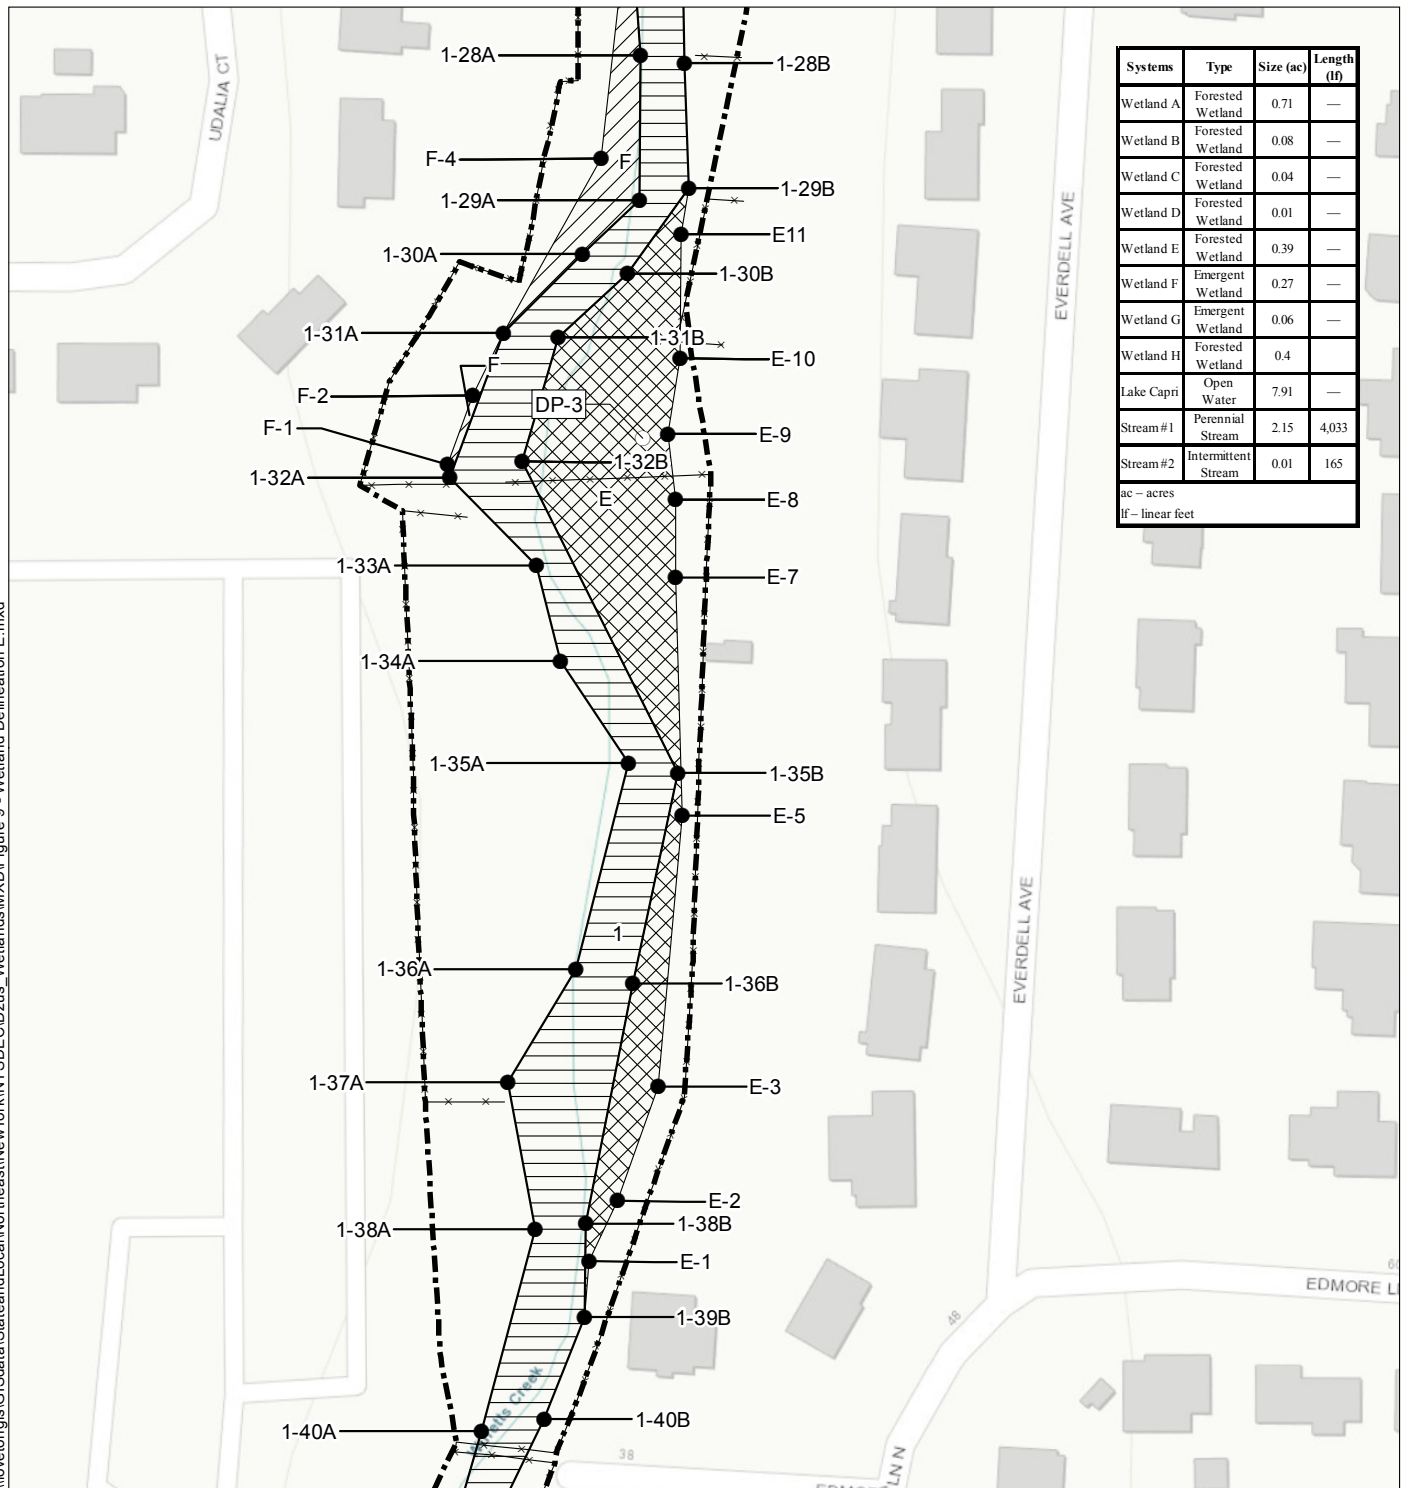 1-28A
1-28B
F-4
F
1-29A
1-29B
E11
1-30A
1-30B
1-31A
1-31B
E-10
F
F-2
DP-3
F-1
E-9
1-32A
1-32B
E
E-8
1-33A
E-7
1-34A
1-35A
1-35B
E-5
1
1-36A
1-36B
1-37A
E-3
E-2
1-38A
1-38B
E-1
1-39B
1-40A
1-40B
Creek
UDALIA CT
EVERDELL AVE
EVERDELL AVE
EDMORE
LN N
48
38
Systems Type Size (ac) Length (lf)
Wetland A Forested Wetland 0.71 —
Wetland B Forested Wetland 0.08 —
Wetland C Forested Wetland 0.04 —
Wetland D Forested Wetland 0.01 —
Wetland E Forested Wetland 0.39 —
Wetland F Emergent Wetland 0.27 —
Wetland G Emergent Wetland 0.06 —
Wetland H Forested Wetland 0.4
Lake Capri Open Water 7.91 —
Stream #1 Perennial Stream 2.15 4,033
Stream #2 Intermittent Stream 0.01 165
ac – acres
lf – linear feet